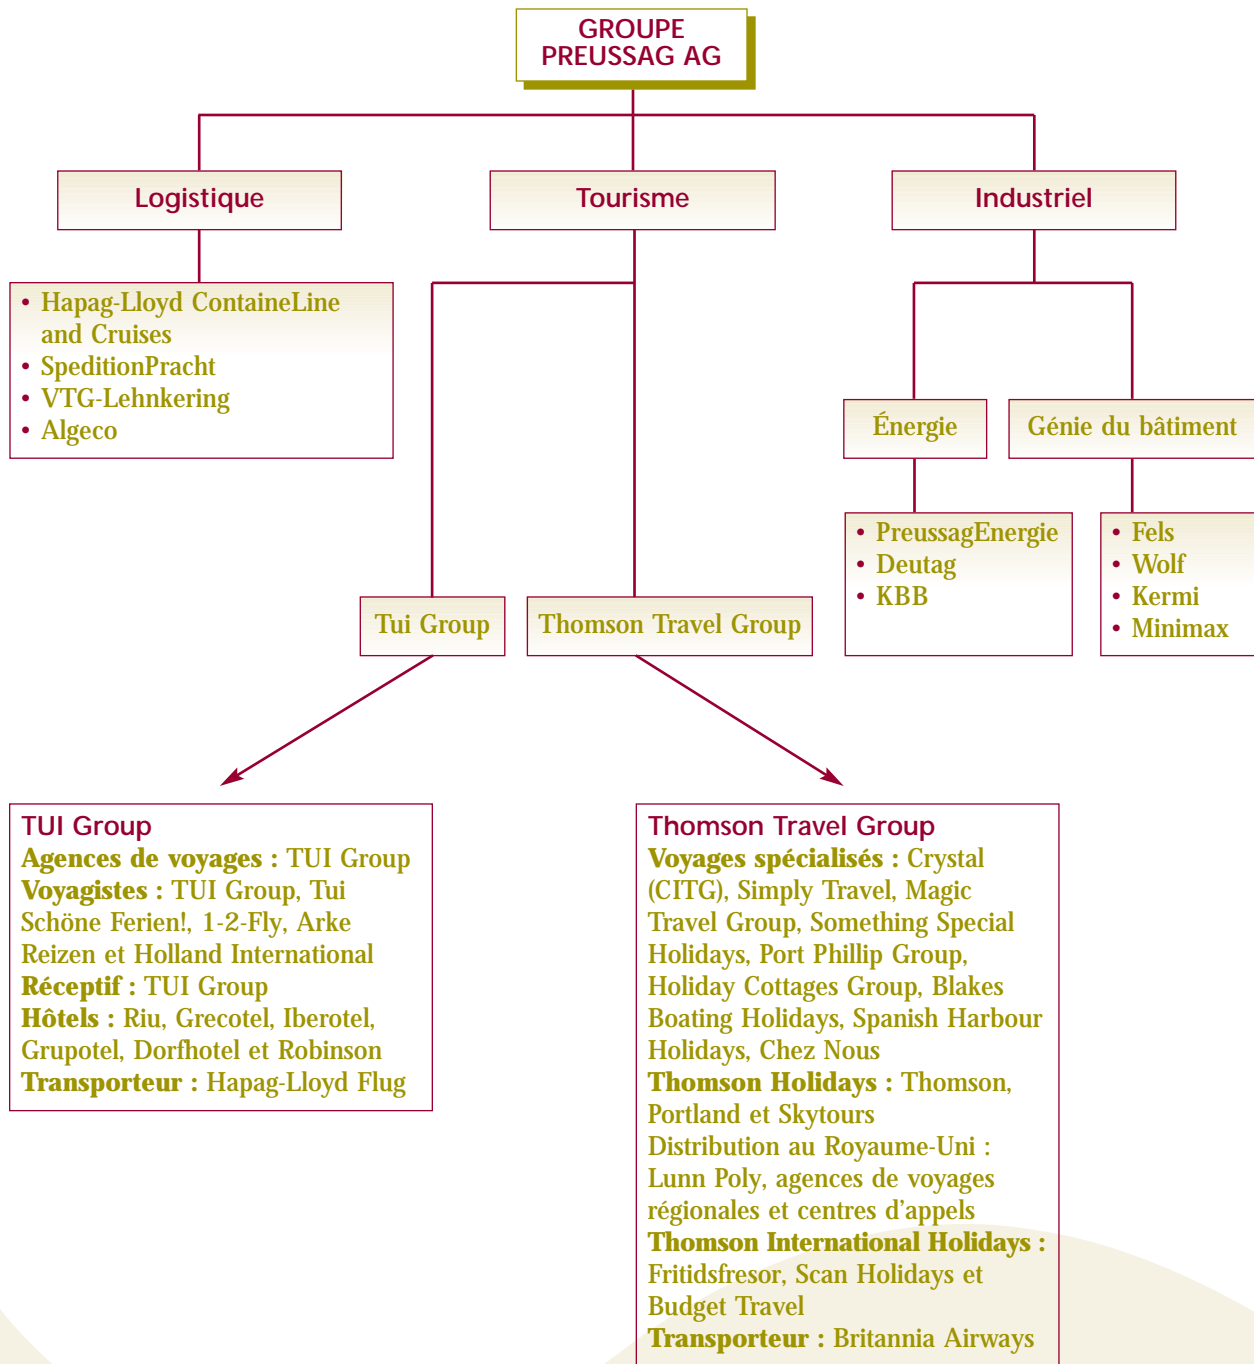 GROUPE
PREUSSAG AG
Logistique
Tourisme
Industriel
• Hapag-Lloyd ContaineLine
and Cruises
• SpeditionPracht
• VTG-Lehnkering
• Algeco
Énergie
Génie du bâtiment
• PreussagEnergie
• Deutag
• KBB
• Fels
• Wolf
• Kermi
• Minimax
Tui Group
Thomson Travel Group
TUI Group
Agences de voyages : TUI Group
Voyagistes : TUI Group, Tui
Schöne Ferien!, 1-2-Fly, Arke
Reizen et Holland International
Réceptif : TUI Group
Hôtels : Riu, Grecotel, Iberotel,
Grupotel, Dorfhotel et Robinson
Transporteur : Hapag-Lloyd Flug
Thomson Travel Group
Voyages spécialisés : Crystal
(CITG), Simply Travel, Magic
Travel Group, Something Special
Holidays, Port Phillip Group,
Holiday Cottages Group, Blakes
Boating Holidays, Spanish Harbour
Holidays, Chez Nous
Thomson Holidays : Thomson,
Portland et Skytours
Distribution au Royaume-Uni :
Lunn Poly, agences de voyages
régionales et centres d'appels
Thomson International Holidays :
Fritidsfresor, Scan Holidays et
Budget Travel
Transporteur : Britannia Airways